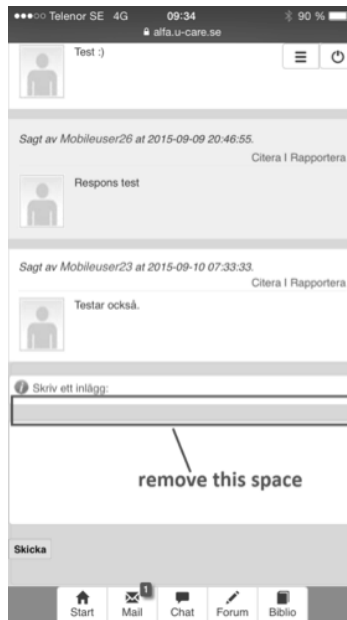 Telenor SE 4G 09:34 90 %
alfa.u-care.se
Test :)
Sagt av Mobileuser26 at 2015-09-09 20:46:55.
Citera I Rapportera
Respons test
Sagt av Mobileuser23 at 2015-09-10 07:33:33.
Citera I Rapportera
Testar också.
Skriv ett inlägg:
remove this space
Skicka
1
Start Mail Chat Forum Biblio